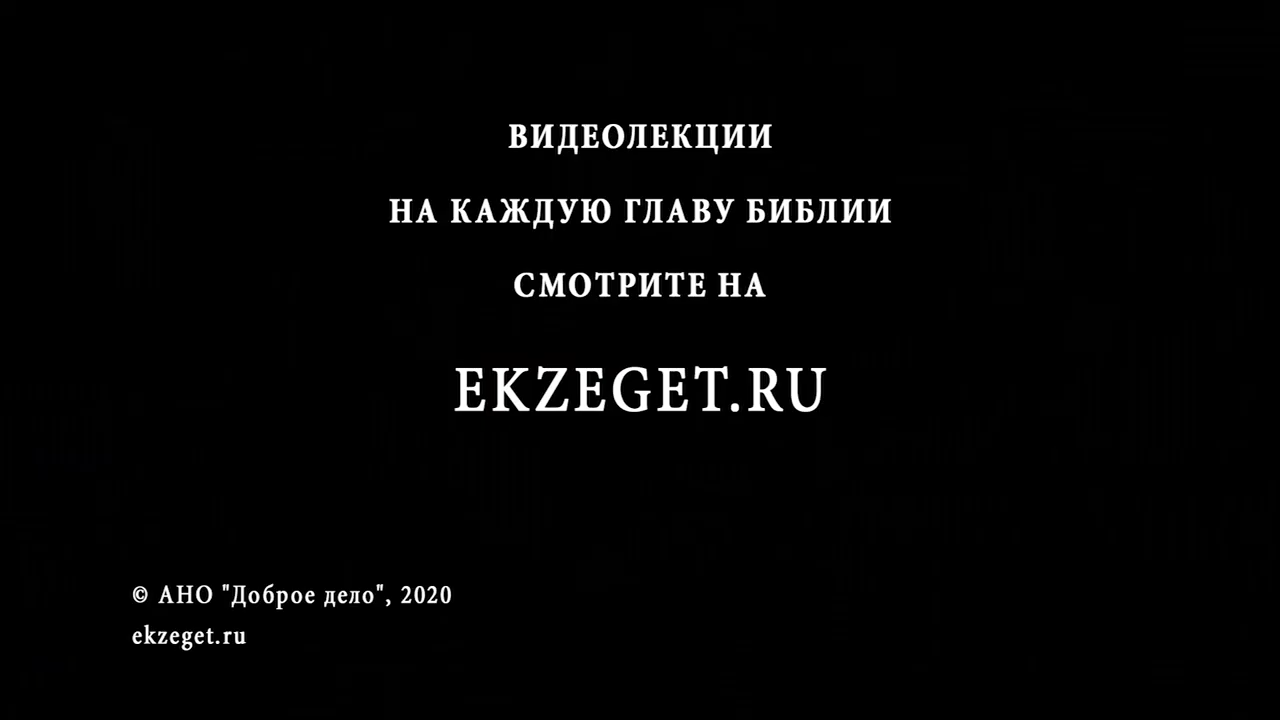 ВИДЕОЛЕКЦИИ
НА КАЖДУЮ ГЛАВУ БИБЛИИ
СМОТРИТЕ НА
EKZEGET.RU
© АНО "Доброе дело", 2020
ekzeget.ru